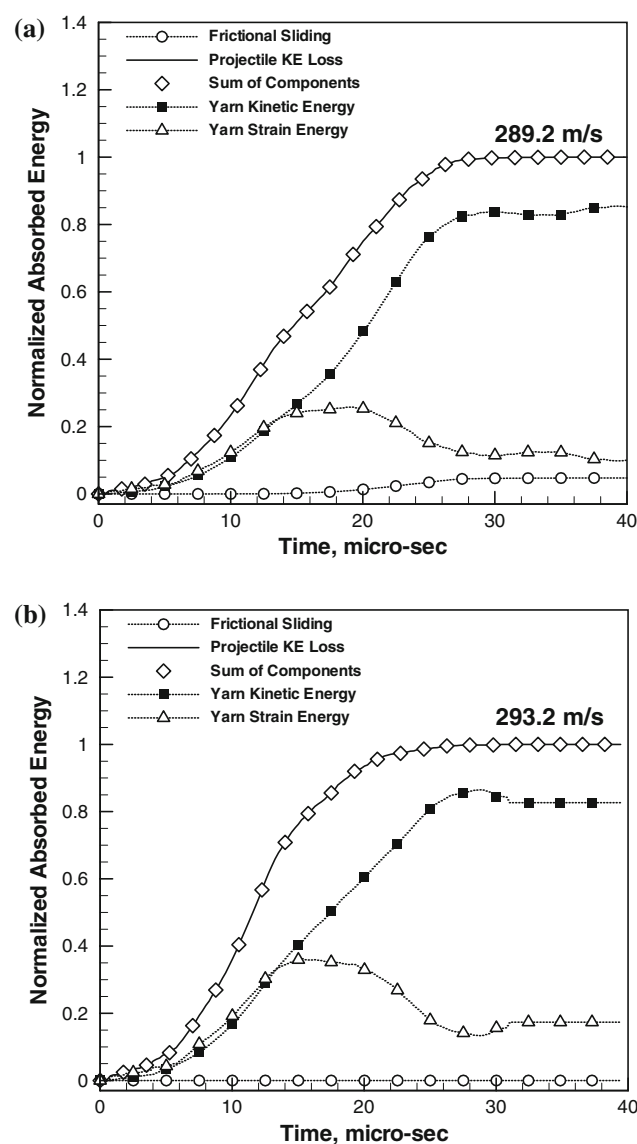 (a)
1.4
1.2
1
0.8
0.6
0.4
0.2
0
Normalized Absorbed Energy
Frictional Sliding
Projectile KE Loss
Sum of Components
Yarn Kinetic Energy
Yarn Strain Energy
289.2 m/s
0 10 20 30 40
Time, micro-sec
(b)
1.4
1.2
1
0.8
0.6
0.4
0.2
0
Normalized Absorbed Energy
Frictional Sliding
Projectile KE Loss
Sum of Components
Yarn Kinetic Energy
Yarn Strain Energy
293.2 m/s
0 10 20 30 40
Time, micro-sec